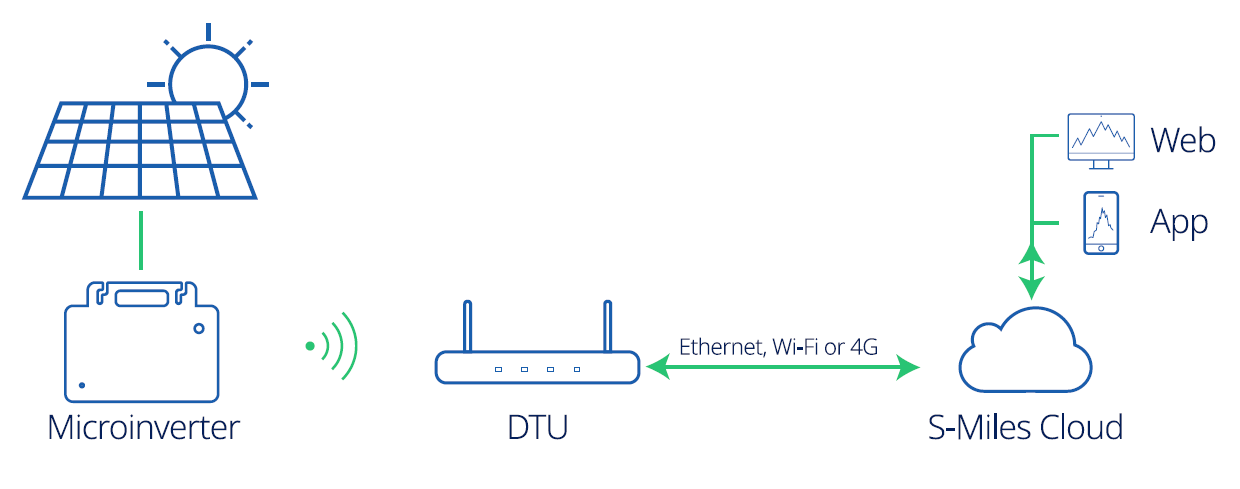 Web
App
Ethernet, Wi-Fi or 4G
Microinverter
DTU
S-Miles Cloud